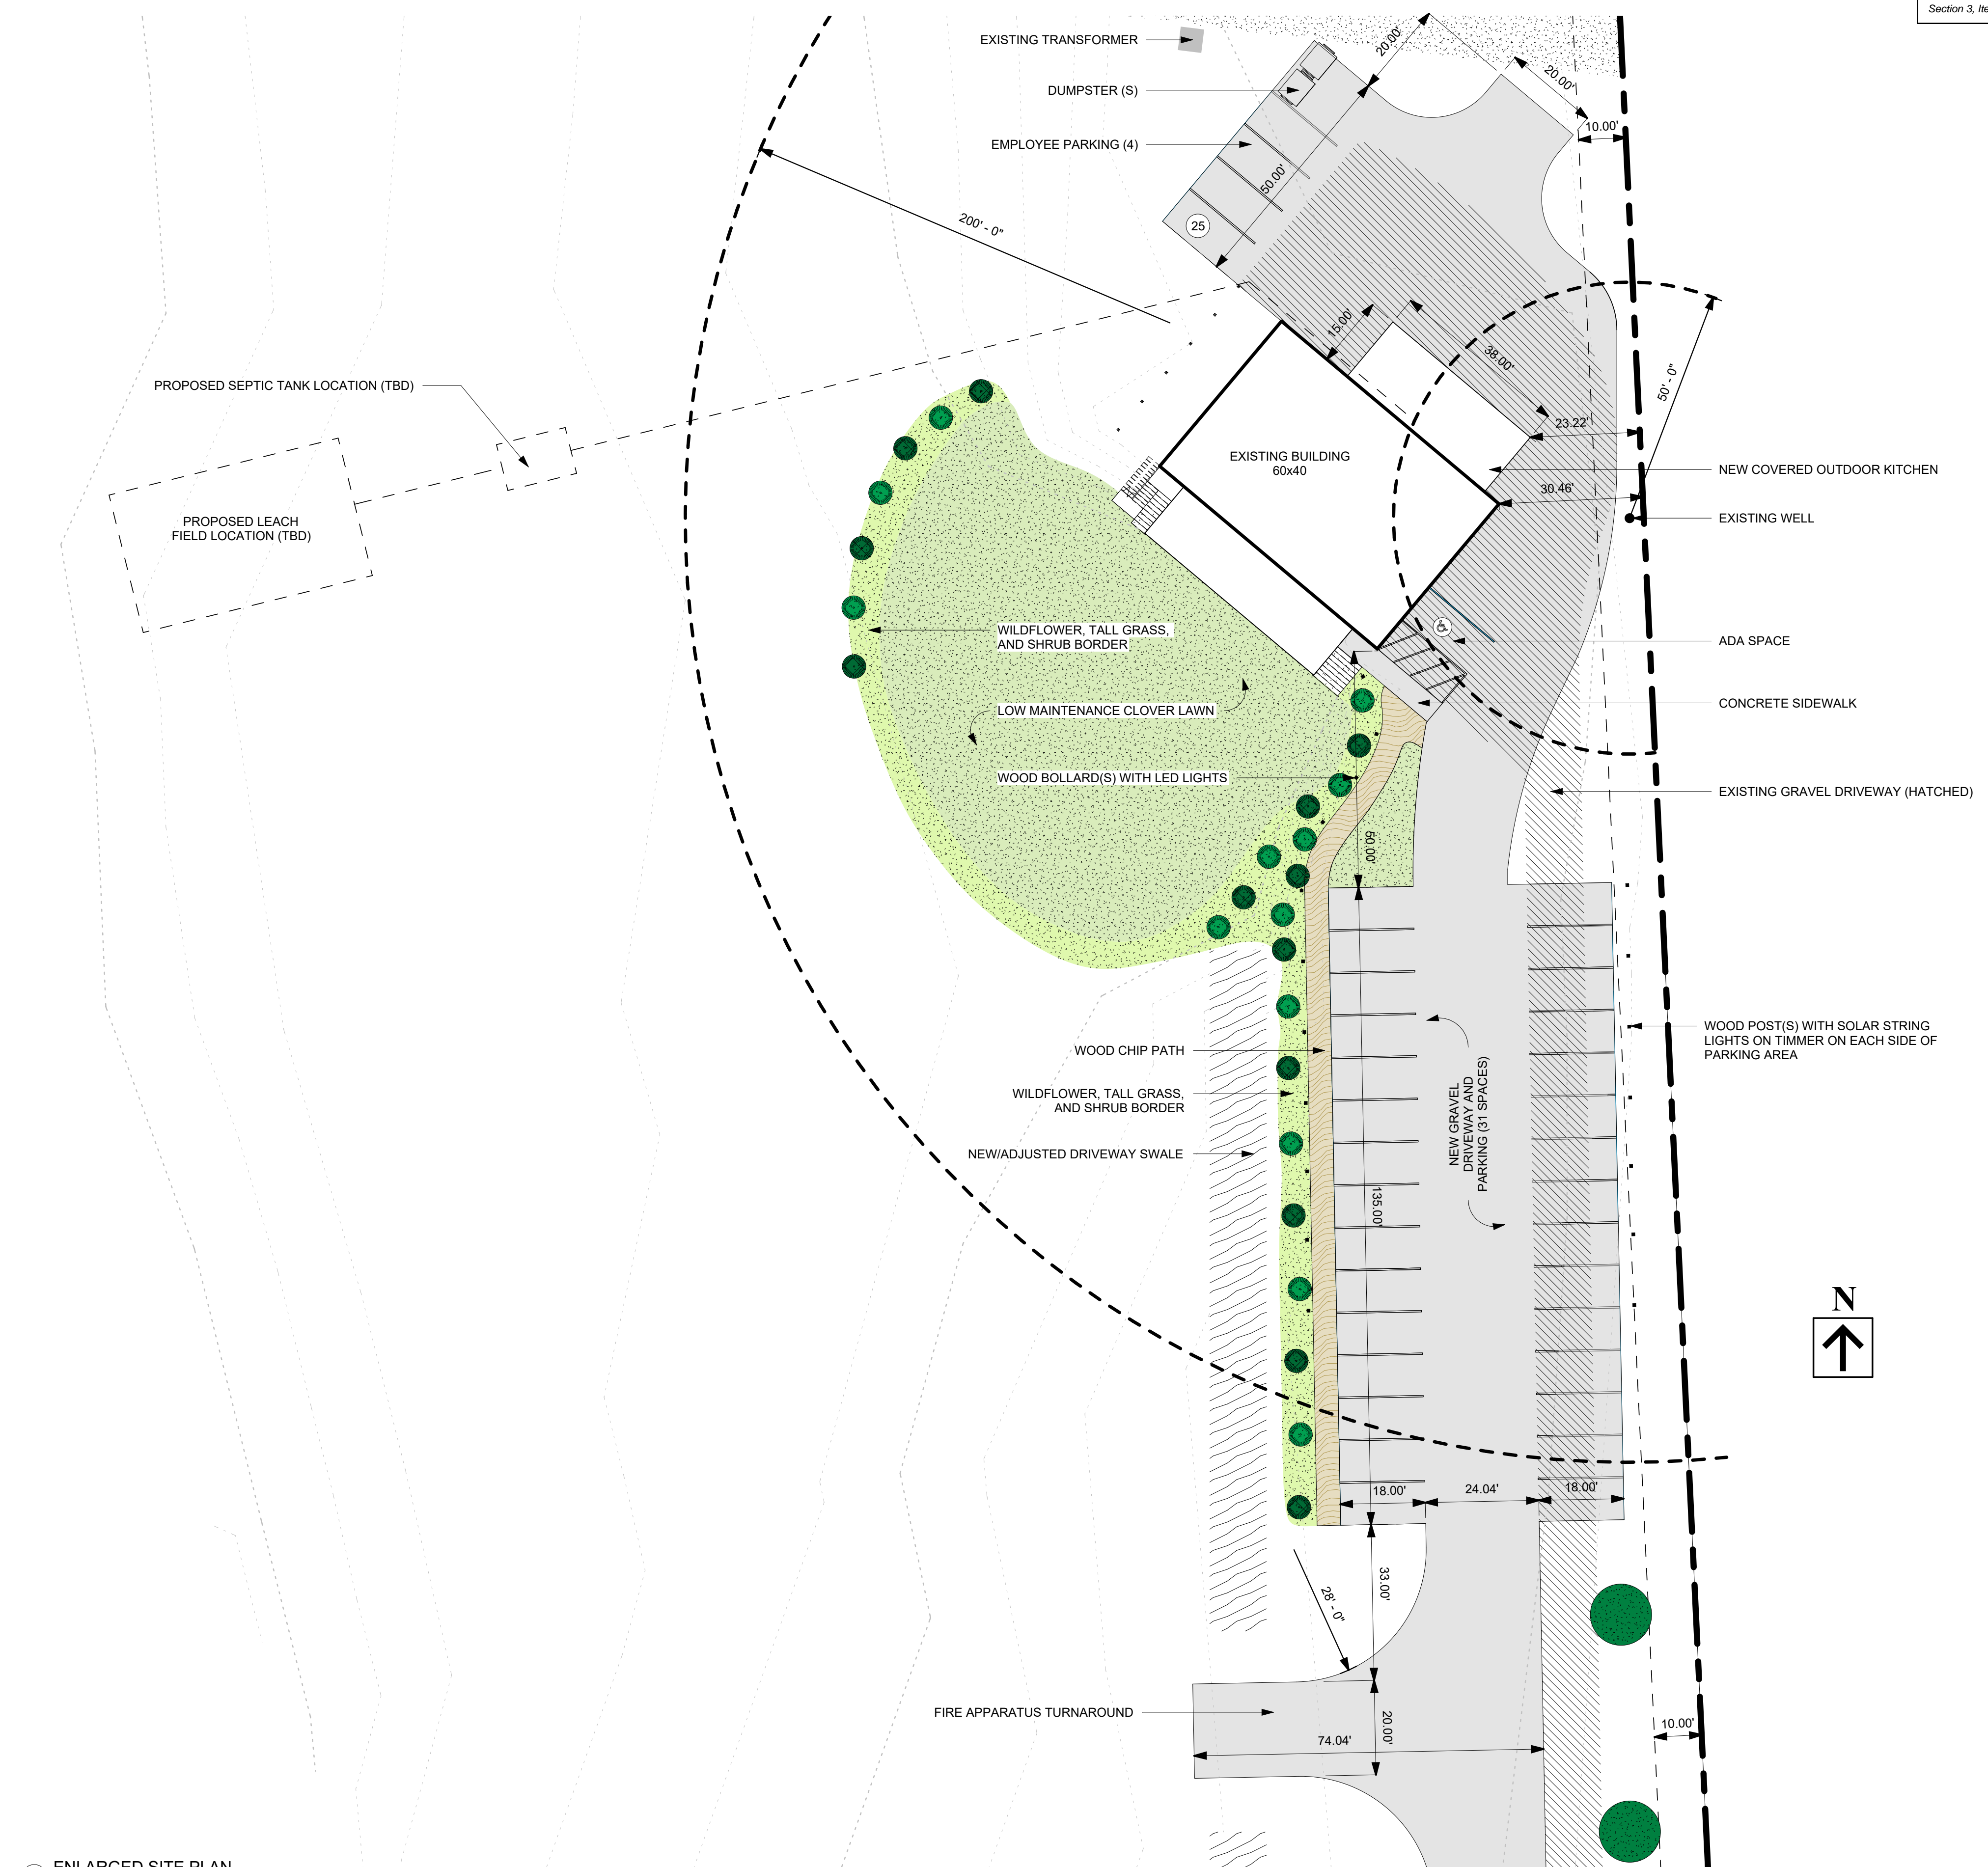 Section 3, Ite
EXISTING TRANSFORMER
DUMPSTER (S)
EMPLOYEE PARKING (4)
20.00'
20.00'
10.00'
50.00'
25
200' - 0"
15.00'
38.00'
50' - 0"
23.22'
30.46'
PROPOSED SEPTIC TANK LOCATION (TBD)
PROPOSED LEACH
FIELD LOCATION (TBD)
EXISTING BUILDING
60x40
NEW COVERED OUTDOOR KITCHEN
EXISTING WELL
WILDFLOWER, TALL GRASS,
AND SHRUB BORDER
ADA SPACE
LOW MAINTENANCE CLOVER LAWN
CONCRETE SIDEWALK
WOOD BOLLARD(S) WITH LED LIGHTS
EXISTING GRAVEL DRIVEWAY (HATCHED)
50.00'
WOOD POST(S) WITH SOLAR STRING
LIGHTS ON TIMMER ON EACH SIDE OF
PARKING AREA
WOOD CHIP PATH
WILDFLOWER, TALL GRASS,
AND SHRUB BORDER
NEW/ADJUSTED DRIVEWAY SWALE
NEW GRAVEL
DRIVEWAY AND
PARKING (31 SPACES)
135.00'
N
18.00'
24.04'
18.00'
33.00'
28' - 0"
FIRE APPARATUS TURNAROUND
20.00'
74.04'
10.00'
ENLARGED SITE PLAN